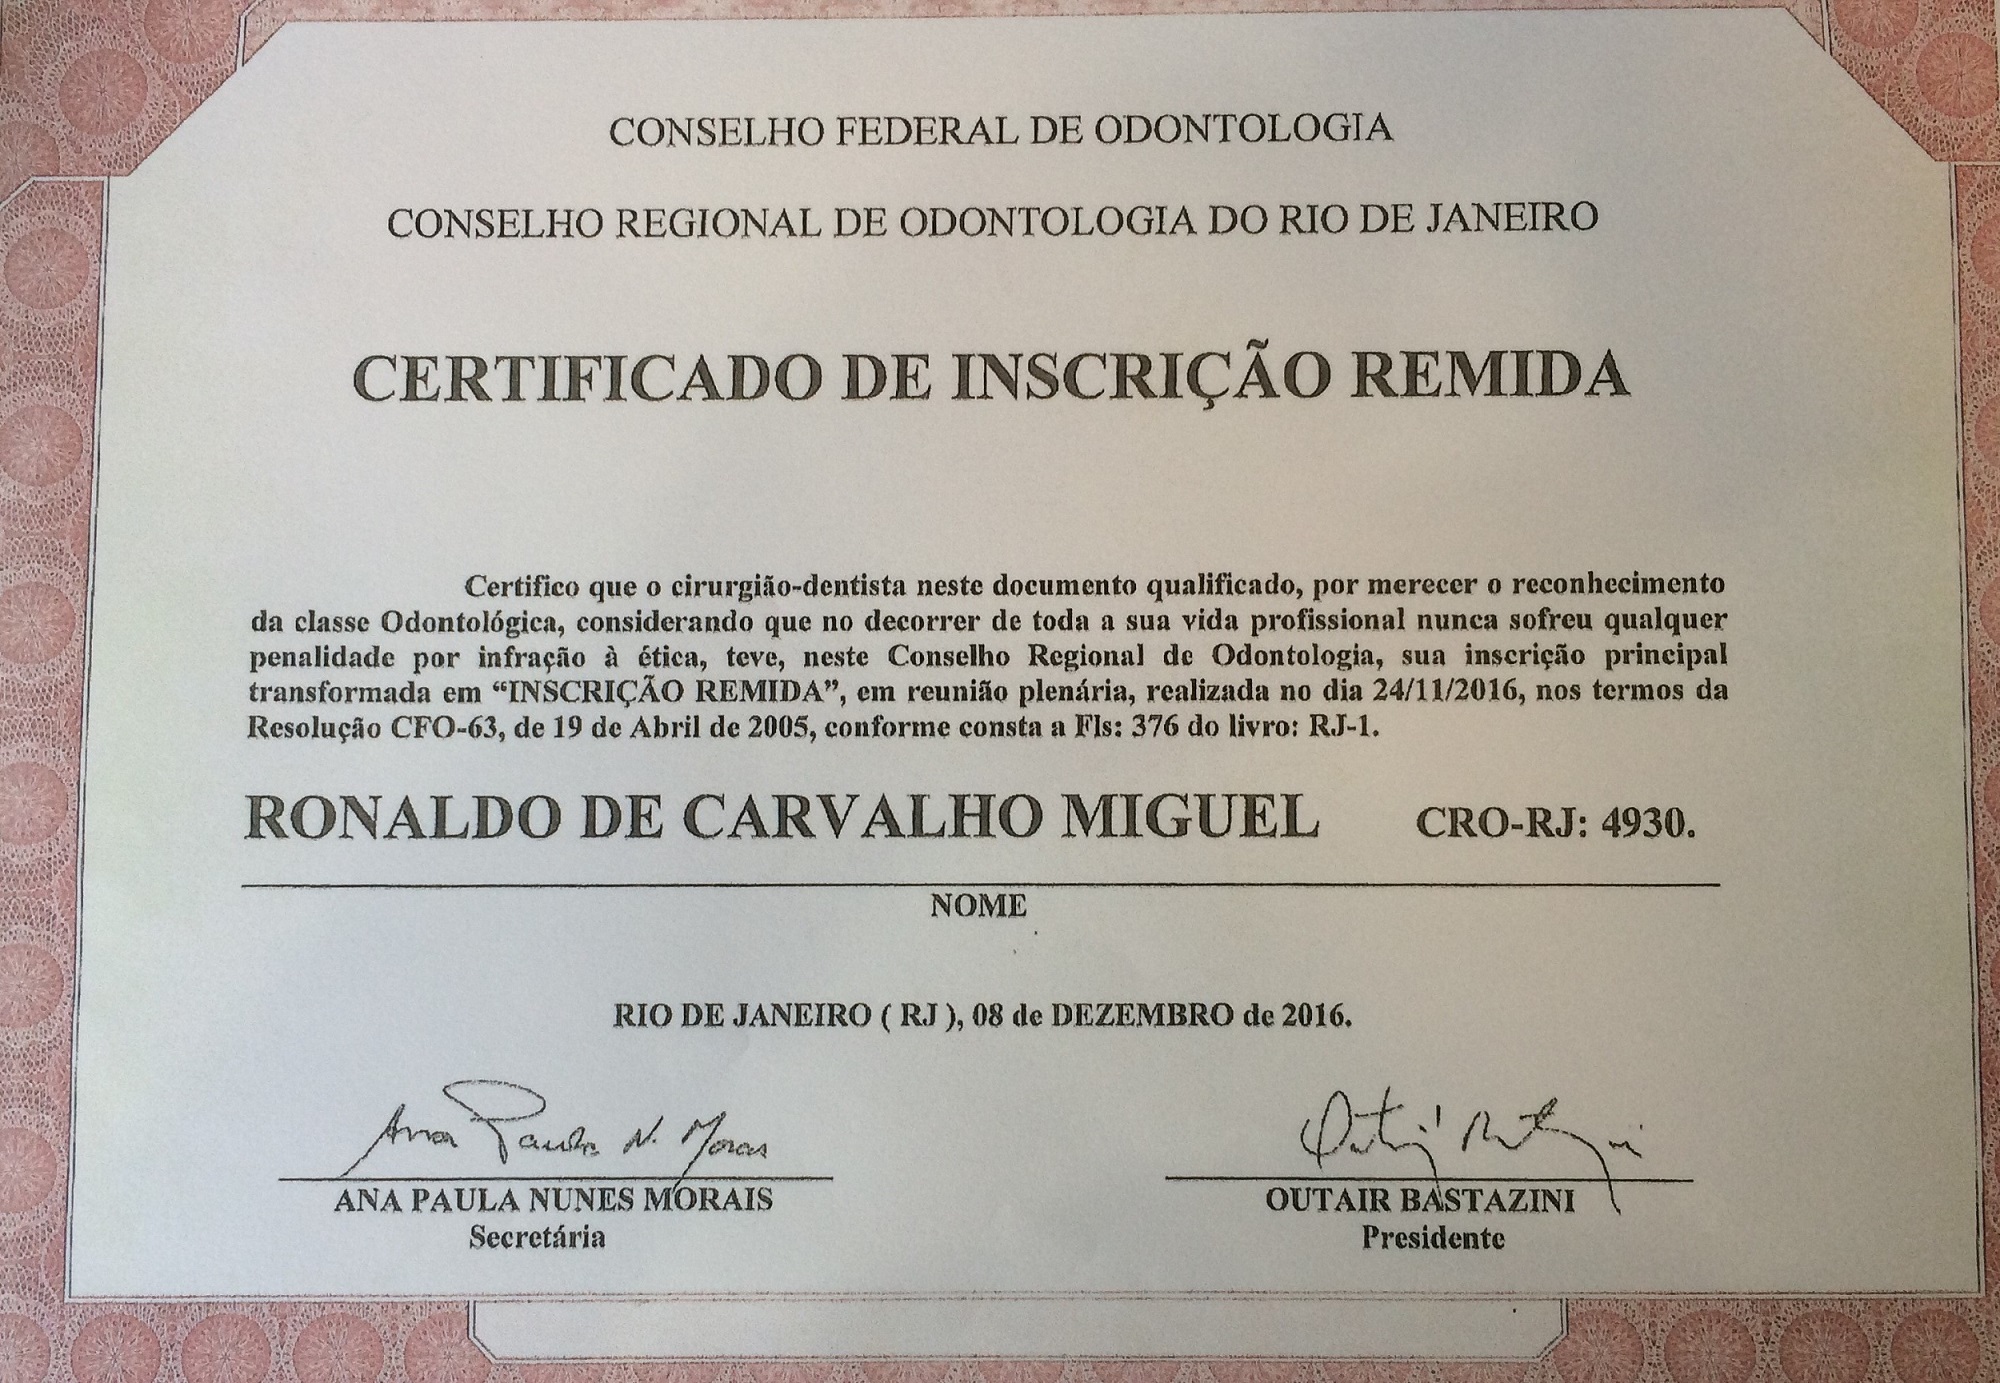 CONSELHO FEDERAL DE ODONTOLOGIA
CONSELHO REGIONAL DE ODONTOLOGIA DO RIO DE JANEIRO
CERTIFICADO DE INSCRIÇÃO REMIDA
Certifico que o cirurgião-dentista neste documento qualificado, por merecer o reconhecimento
da classe Odontológica, considerando que no decorrer de toda a sua vida profissional nunca sofreu qualquer
penalidade por infração à ética, teve, neste Conselho Regional de Odontologia, sua inscrição principal
transformada em “INSCRIÇÃO REMIDA”, em reunião plenária, realizada no dia 24/11/2016, nos termos da
Resolução CFO-63, de 19 de Abril de 2005, conforme consta a Fls: 376 do livro: RJ-1.
RONALDO DE CARVALHO MIGUEL CRO-RJ: 4930.
NOME
RIO DE JANEIRO ( RJ ), 08 de DEZEMBRO de 2016.
Ana Paula N. Morais
ANA PAULA NUNES MORAIS OUTAIR BASTAZINI
Secretária Presidente